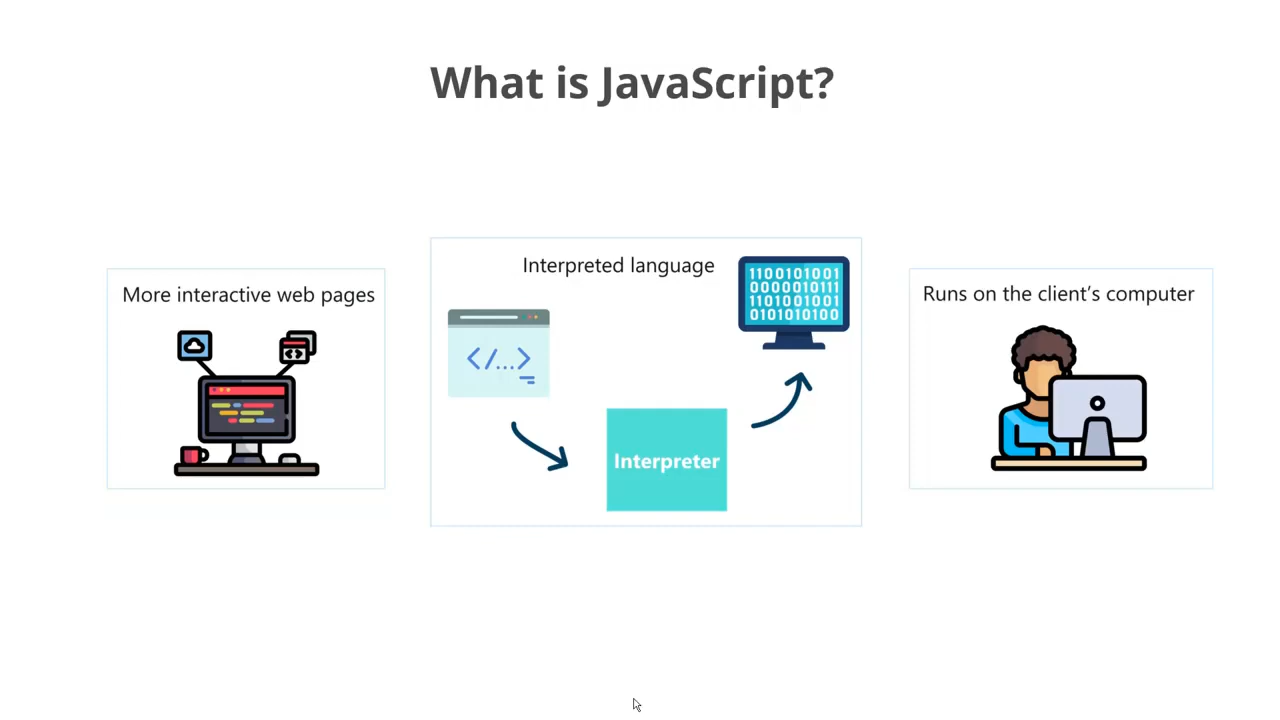 What is JavaScript?
More interactive web pages
Interpreted language
1100101001
0000010111
1101001001
0101010100
</...>
Interpreter
Runs on the client's computer